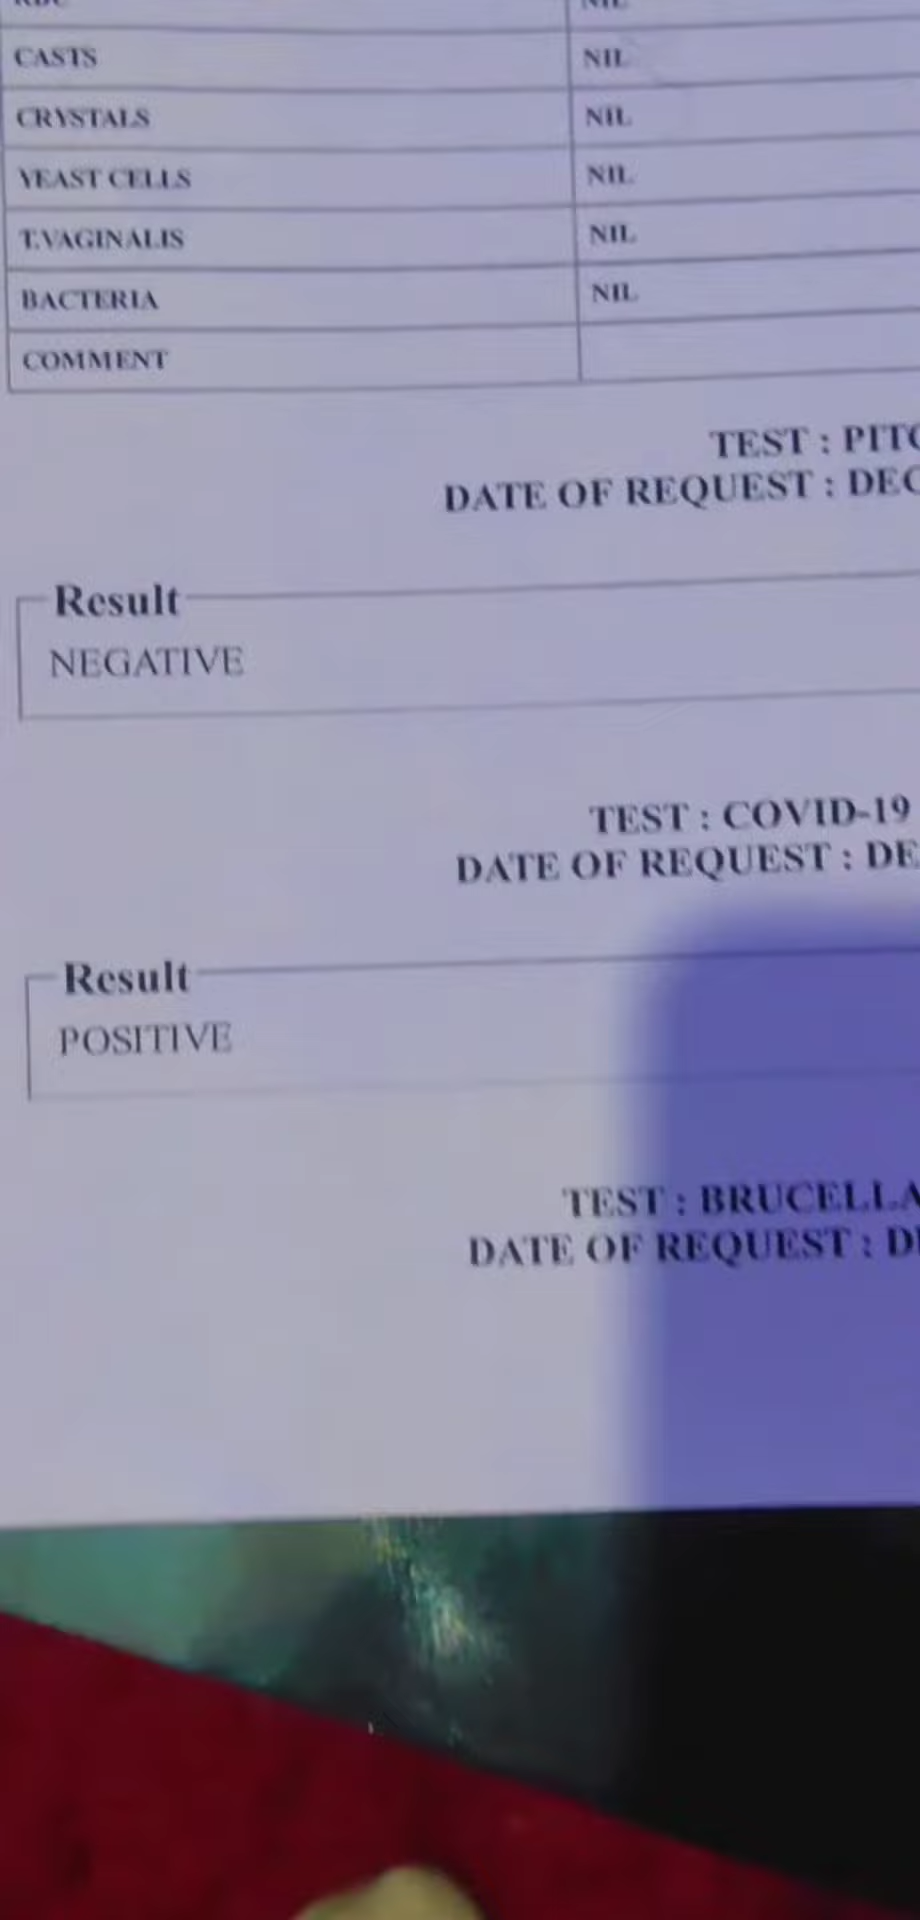 CASTS NIL
CRYSTALS NIL
YEAST CELLS NIL
T.VAGINALIS NIL
BACTERIA NIL
COMMENT
TEST :
DATE OF REQUEST :
Result
NEGATIVE
TEST : COVID-19
DATE OF REQUEST :
Result
POSITIVE
TEST : BRUCELLA
DATE OF REQUEST :